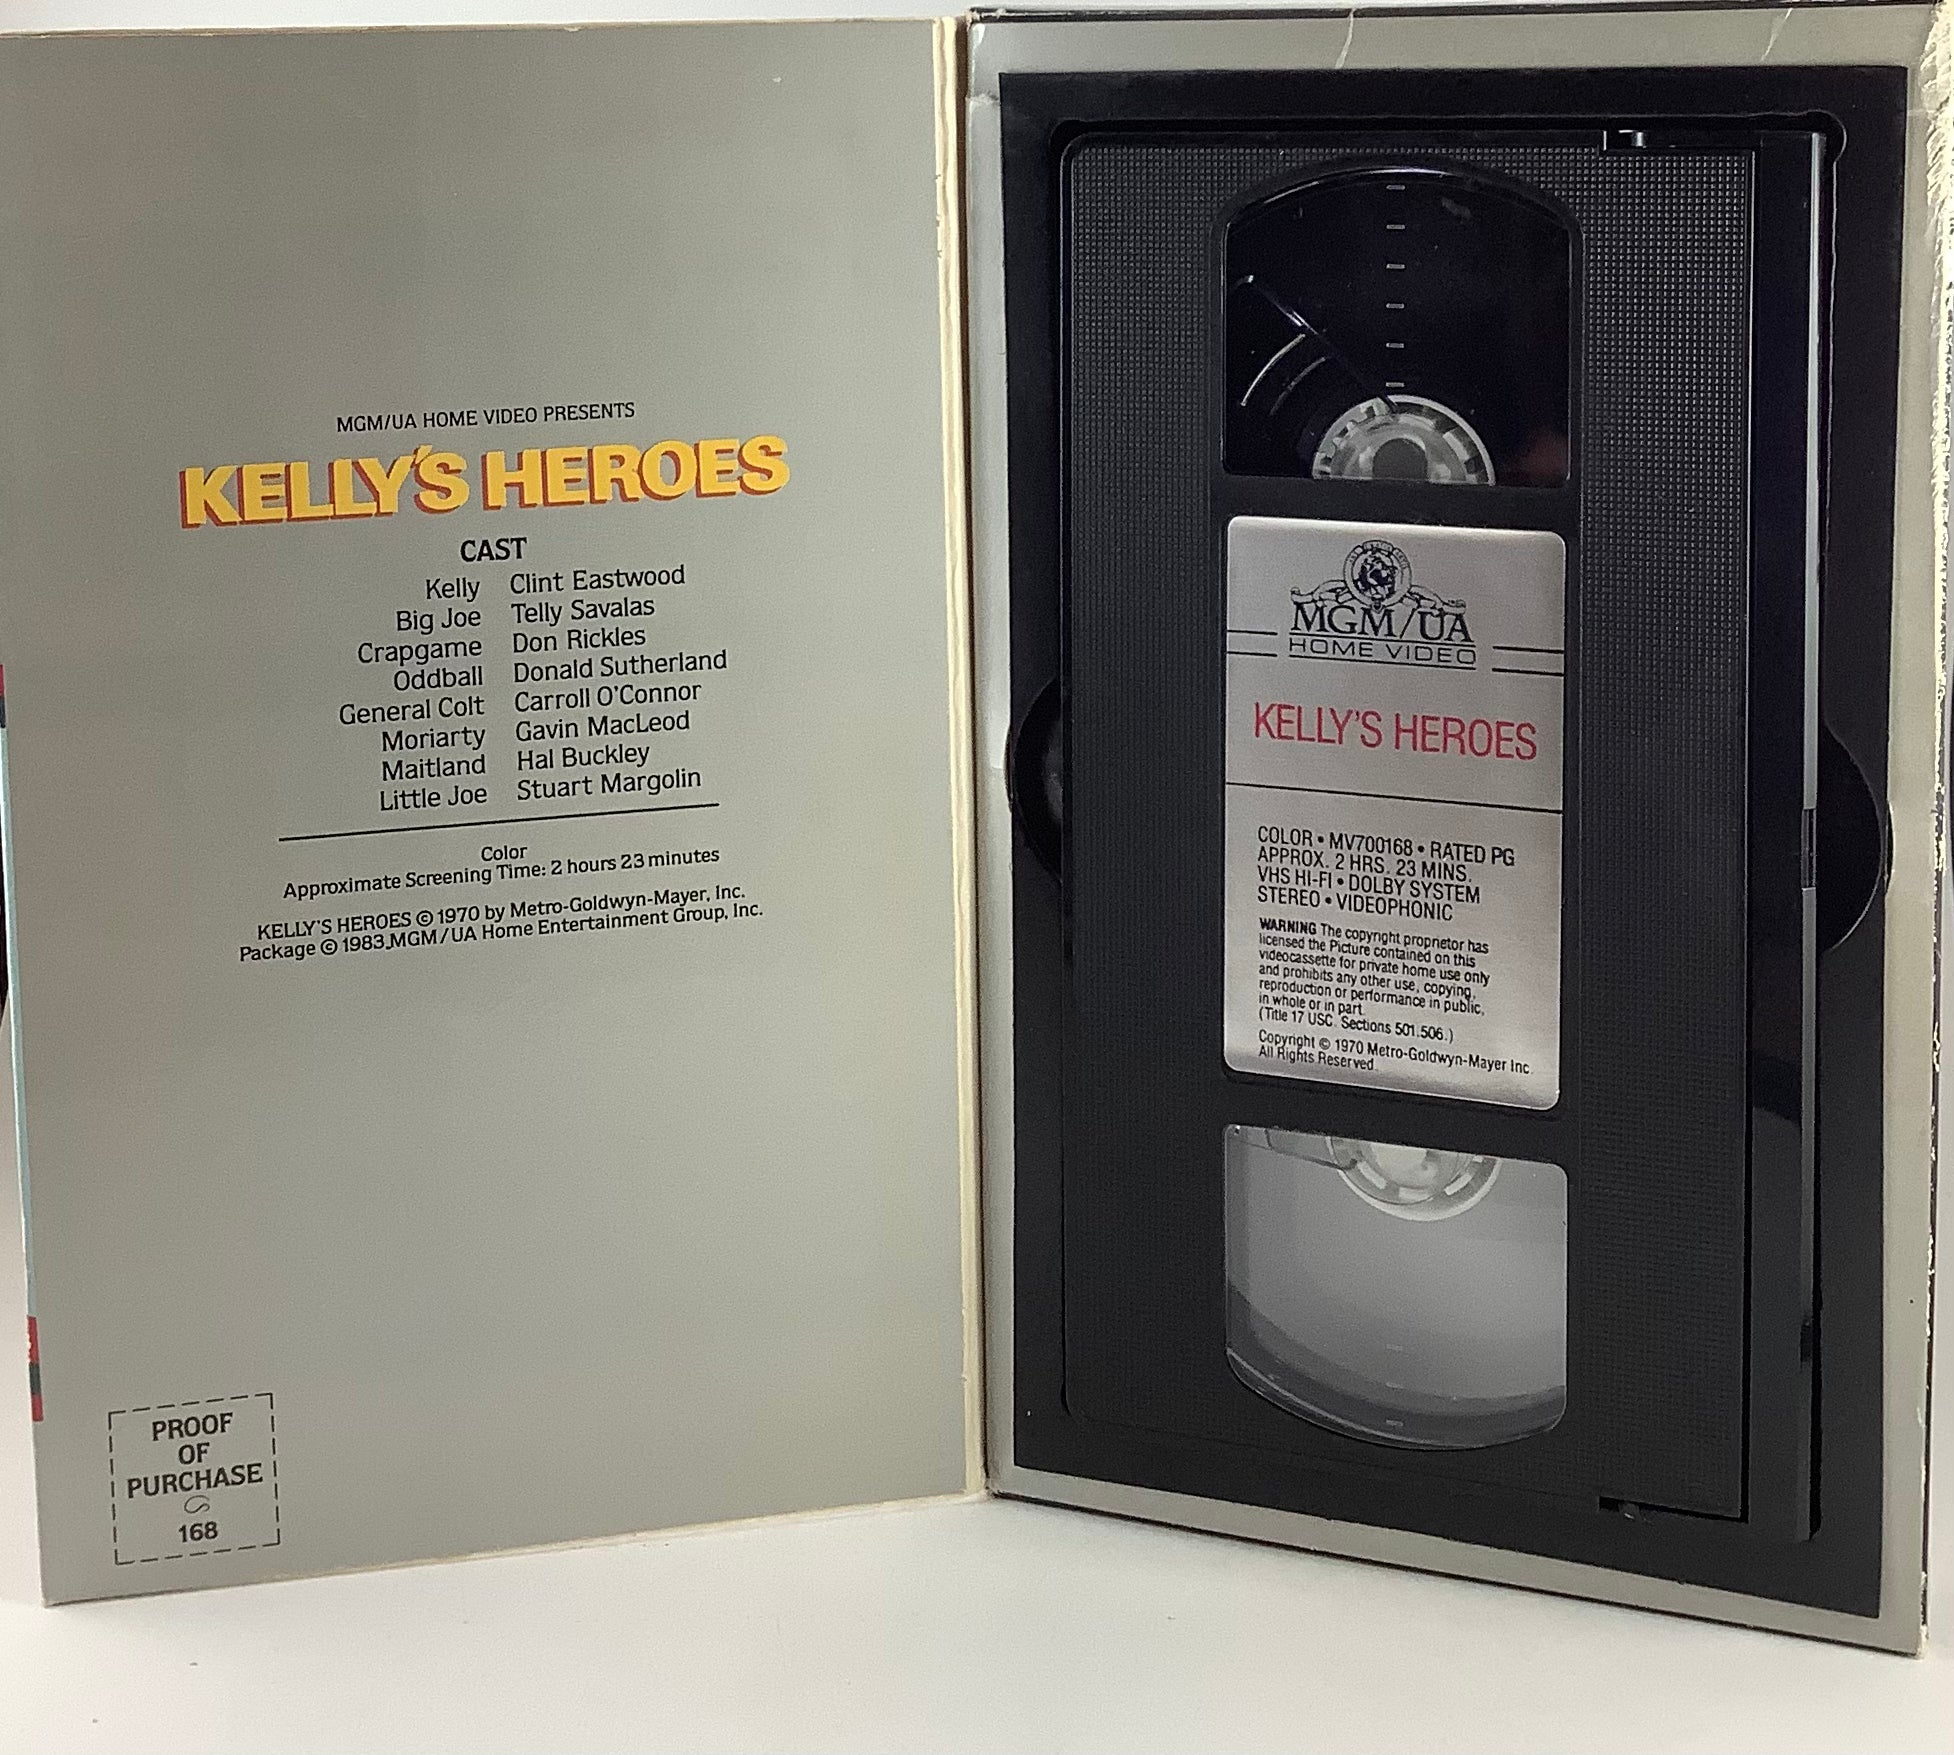 MGM/UA HOME VIDEO PRESENTS
KELLY'S HEROES
CAST
Kelly Clint Eastwood
Big Joe Telly Savalas
Crapgame Don Rickles
Oddball Donald Sutherland
General Colt Carroll O'Connor
Moriarty Gavin MacLeod
Maitland Hal Buckley
Little Joe Stuart Margolin
Color
Approximate Screening Time: 2 hours 23 minutes
KELLY'S HEROES © 1970 by Metro-Goldwyn-Mayer, Inc.
Package © 1983 MGM/UA Home Entertainment Group, Inc.
PROOF
OF
PURCHASE
168
MGM/UA
HOME VIDEO
KELLY'S HEROES
COLOR • MV700168 • RATED PG
APPROX. 2 HRS. 23 MINS.
VHS HI-FI • DOLBY SYSTEM
STEREO • VIDEOPHONIC
WARNING The copyright proprietor has
licensed the Picture contained on this
videocassette for private home use only
and prohibits any other use, copying,
reproduction or performance in public,
in whole or in part.
(Title 17 USC. Sections 501.506.)
Copyright © 1970 Metro-Goldwyn-Mayer Inc.
All Rights Reserved.